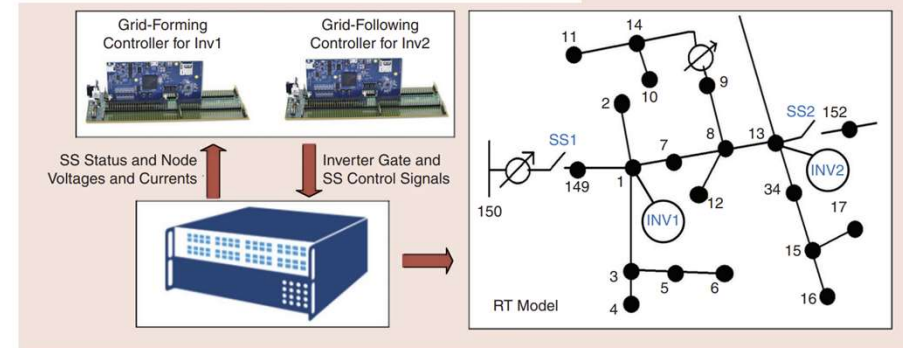 Grid-Forming
Controller for Inv1
Grid-Following
Controller for Inv2
SS Status and Node
Voltages and Currents
Inverter Gate and
SS Control Signals
11
14
10
9
2
SS1
7
8
13
SS2
152
149
1
150
INV1
12
INV2
34
17
15
16
3
5
6
4
RT Model